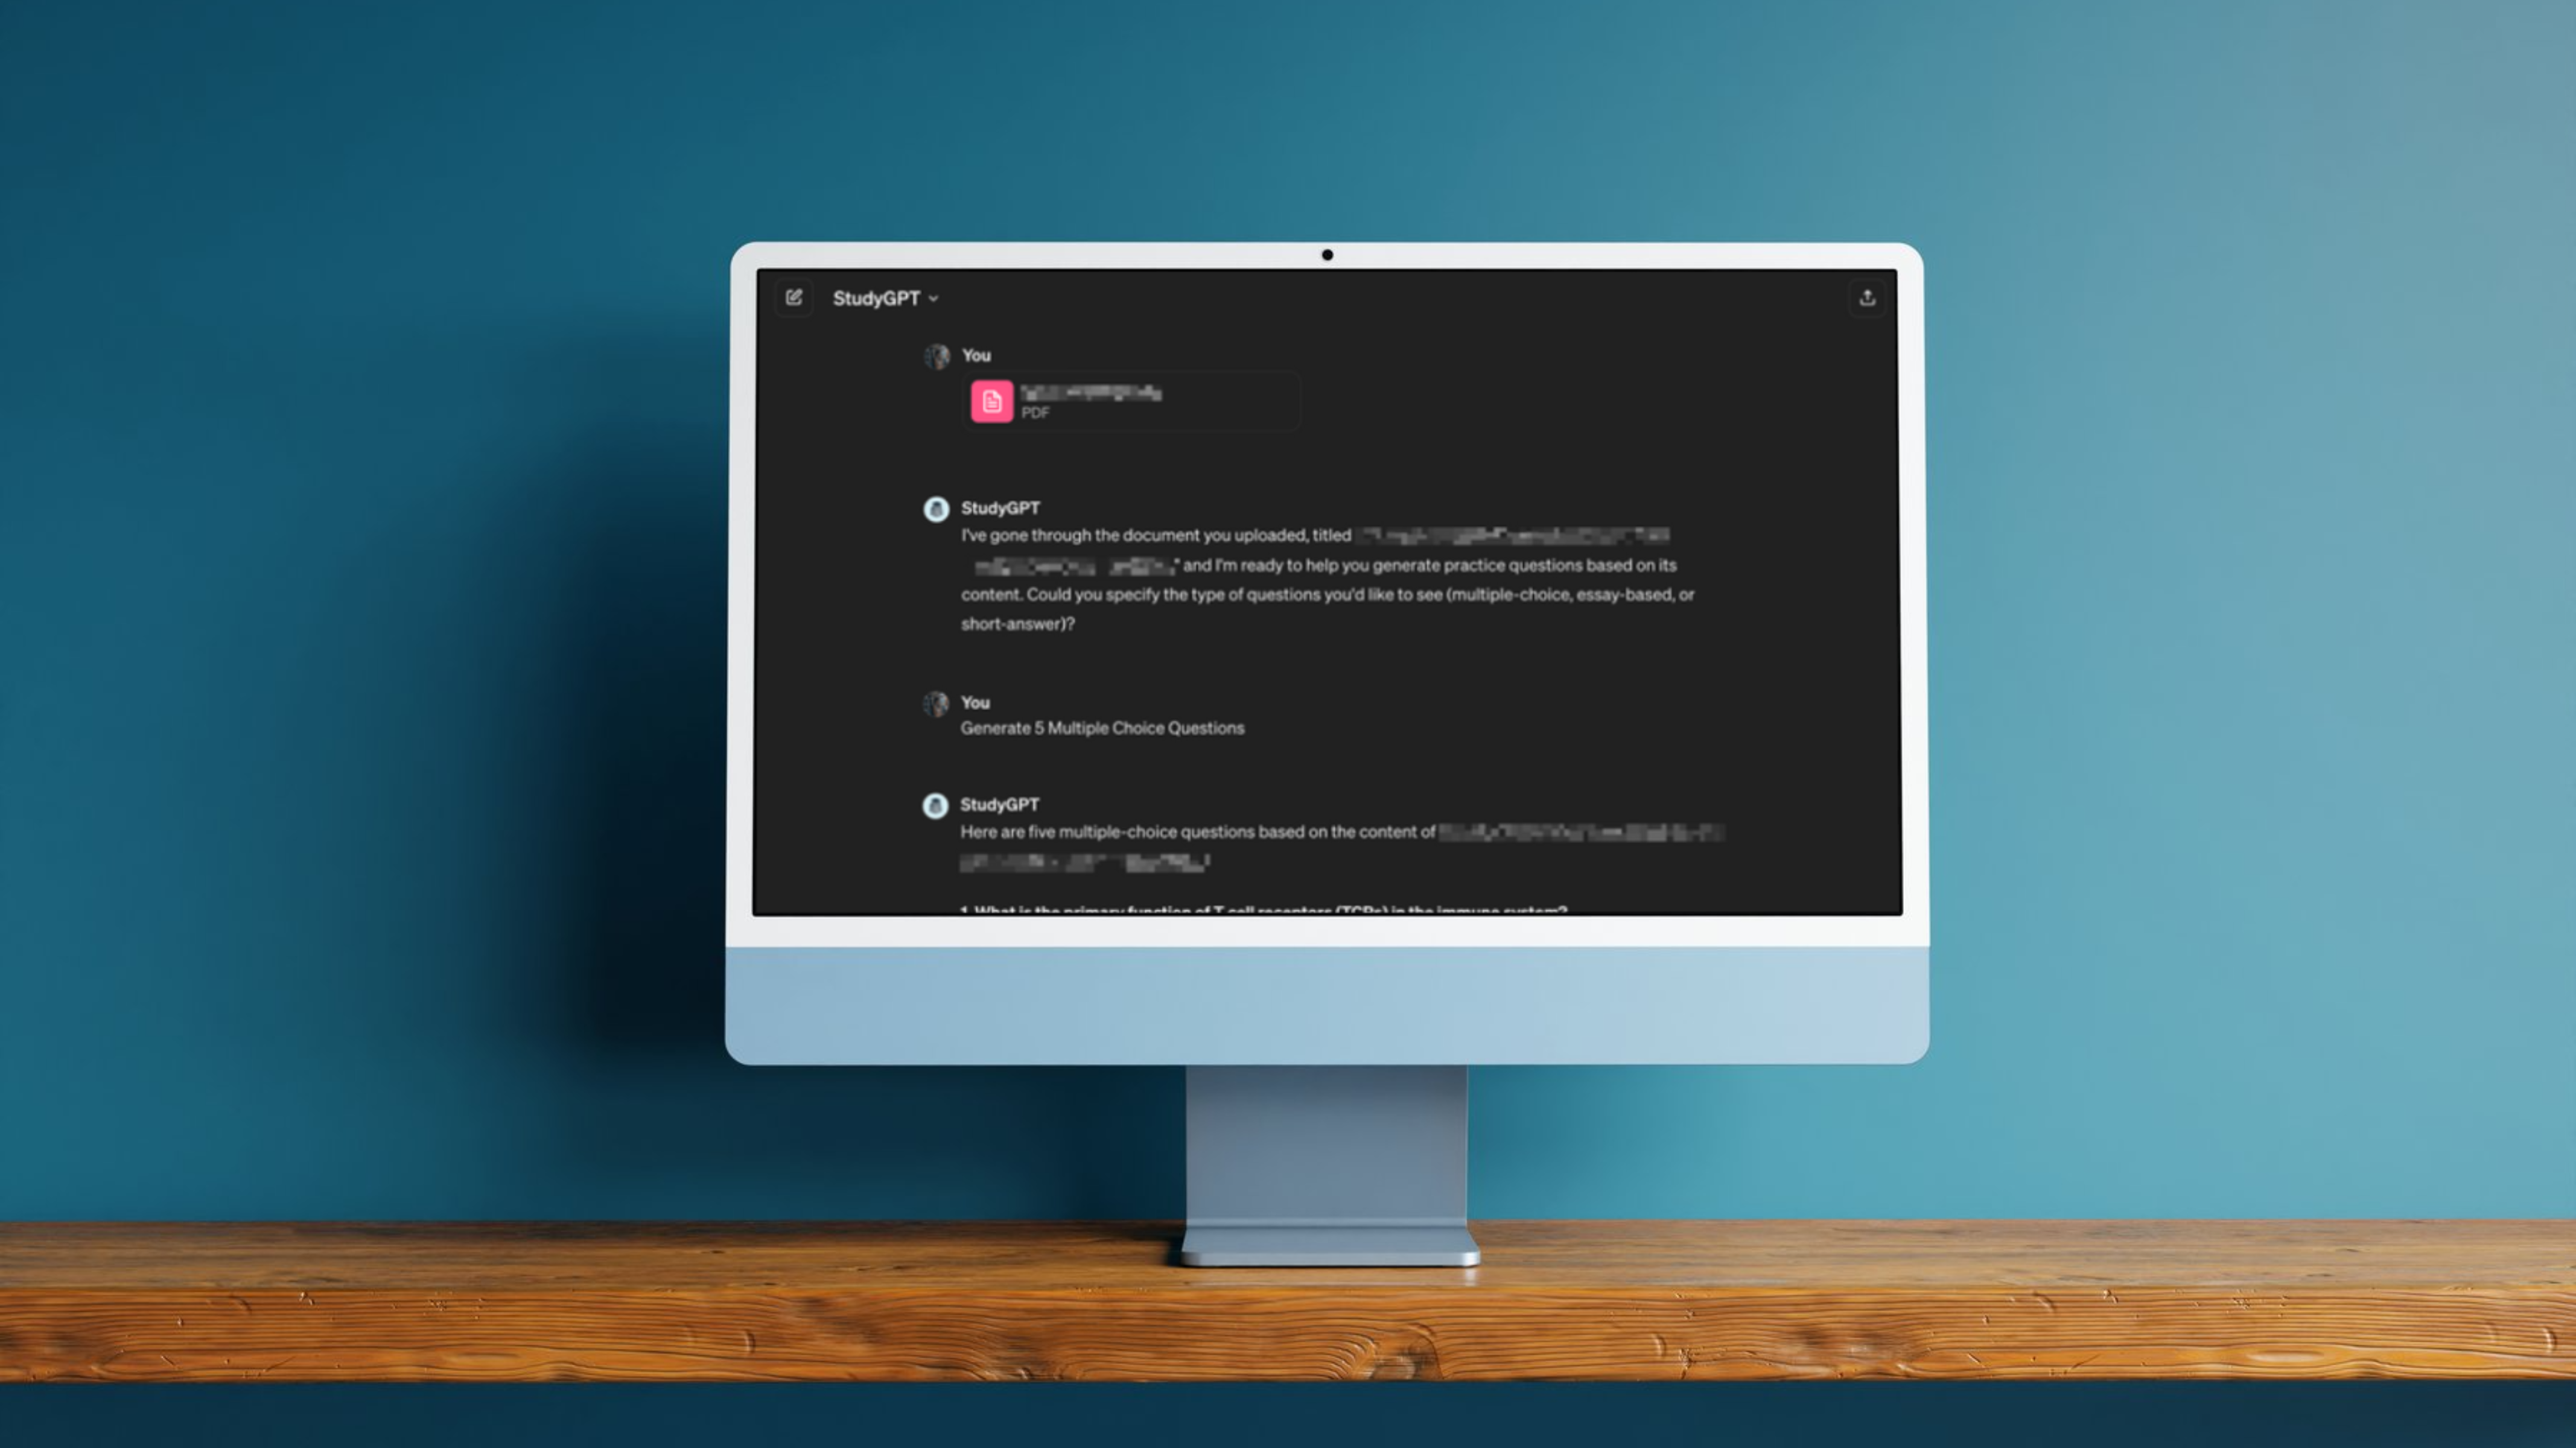 StudyGPT
You
PDF
StudyGPT
I've gone through the document you uploaded, titled
" and I'm ready to help you generate practice questions based on its
content. Could you specify the type of questions you'd like to see (multiple-choice, essay-based, or
short-answer)?
You
Generate 5 Multiple Choice Questions
StudyGPT
Here are five multiple-choice questions based on the content of
1. What is the primary function of T cell receptors (TCRs) in the immune system?